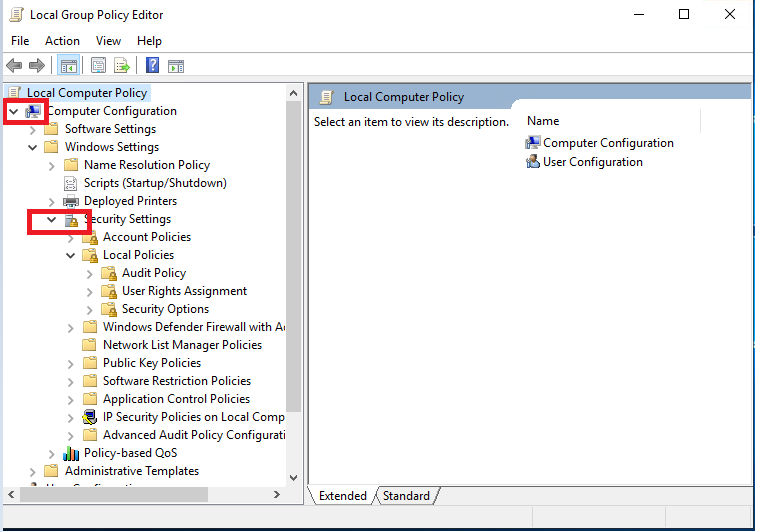 Local Group Policy Editor
File Action View Help
Local Computer Policy
Computer Configuration
Software Settings
Windows Settings
Name Resolution Policy
Scripts (Startup/Shutdown)
Deployed Printers
Security Settings
Account Policies
Local Policies
Audit Policy
User Rights Assignment
Security Options
Windows Defender Firewall with
Network List Manager Policies
Public Key Policies
Software Restriction Policies
Application Control Policies
IP Security Policies on Local Comp
Advanced Audit Policy Configurati
Policy-based QoS
Administrative Templates
Local Computer Policy
Select an item to view its description.
Name
Computer Configuration
User Configuration
Extended Standard